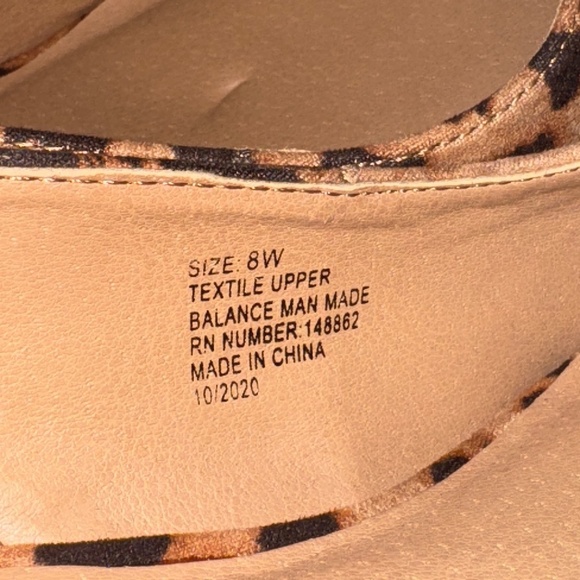 SIZE: 8W
TEXTILE UPPER
BALANCE MAN MADE
RN NUMBER:148862
MADE IN CHINA
10/2020